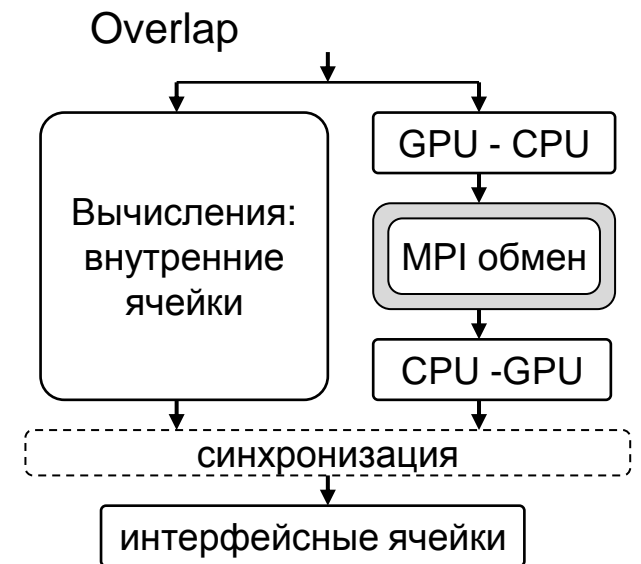 Overlap
Вычисления:
внутренние
ячейки
GPU - CPU
MPI обмен
CPU -GPU
синхронизация
интерфейсные ячейки